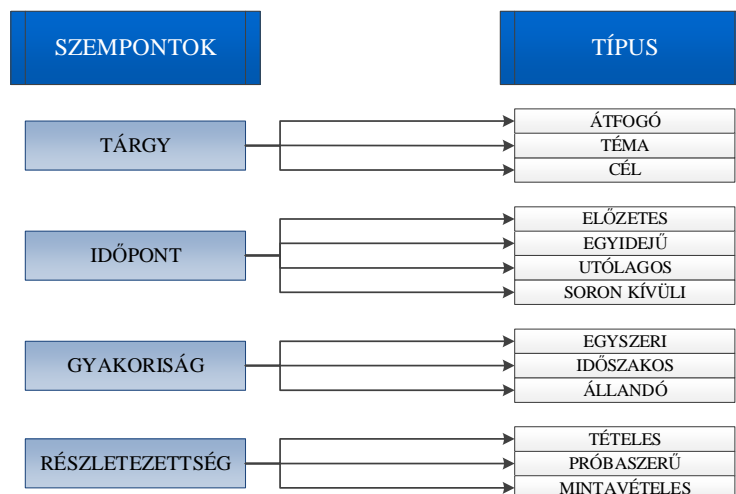 SZEMPONTOK
TÍPUS
TÁRGY
ÁTFOGÓ
TÉMA
CÉL
IDŐPONT
ELŐZETES
EGYIDEJŰ
UTÓLAGOS
SORON KÍVÜLI
GYAKORISÁG
EGYSZERI
IDŐSZAKOS
ÁLLANDÓ
RÉSZLETEZETTSÉG
TÉTELES
PRÓBASZERŰ
MINTAVÉTELES